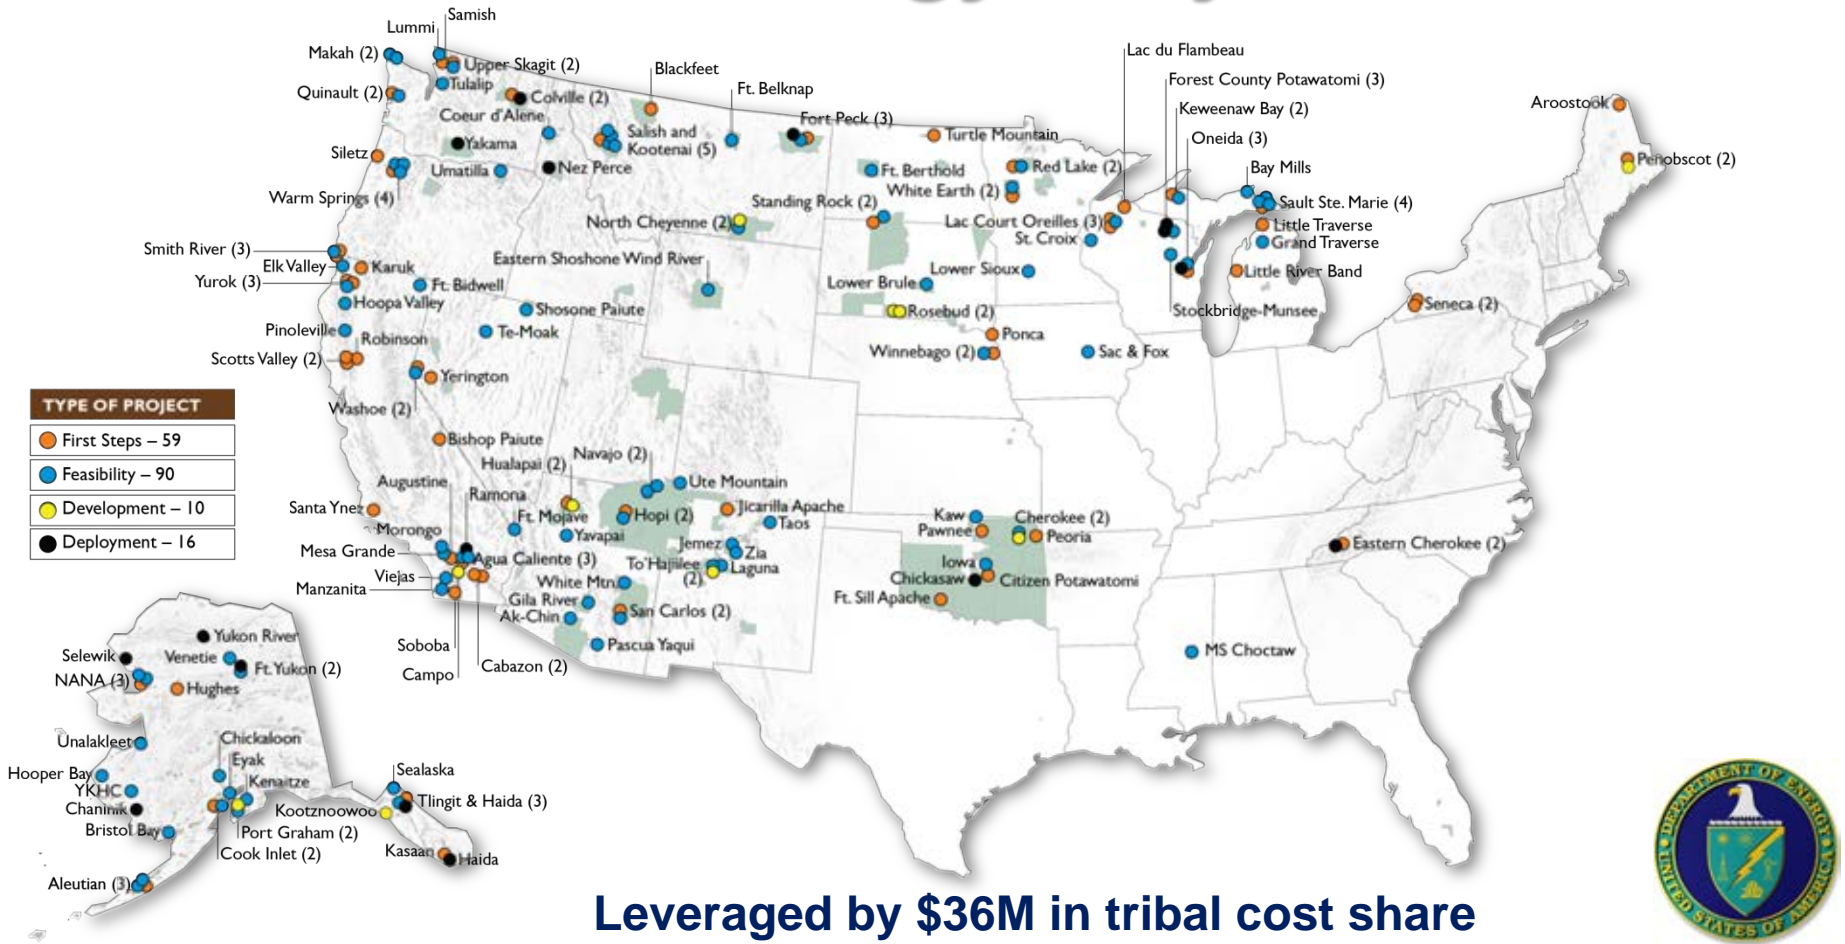 Samish
Lummi
Makah (2)
Upper Skagit (2)
Tulalip
Quinault (2)
Colville (2)
Coeur d'Alene
Yakama
Siletz
Umatilla
Nez Perce
Warm Springs (4)
Blackfeet
Ft. Belknap
Salish and
Kootenai (5)
Fort Peck (3)
Turtle Mountain
Ft. Berthold
Red Lake (2)
White Earth (2)
Standing Rock (2)
North Cheyenne (2)
Lac Court Oreilles (3)
St. Croix
Lac du Flambeau
Forest County Potawatomi (3)
Keweenaw Bay (2)
Oneida (3)
Bay Mills
Sault Ste. Marie (4)
Little Traverse
Grand Traverse
Little River Band
Stockbridge-Munsee
Aroostook
Penobscot (2)
Seneca (2)
Smith River (3)
Elk Valley
Karuk
Yurok (3)
Ft. Bidwell
Hoopa Valley
Eastern Shoshone Wind River
Lower Brule
Lower Sioux
Shosone Paiute
Rosebud (2)
Pinoleville
Te-Moak
Robinson
Ponca
Scotts Valley (2)
Winnebago (2)
Sac & Fox
Yerington
Washoe (2)
TYPE OF PROJECT
First Steps – 59
Feasibility – 90
Development – 10
Deployment – 16
Bishop Paiute
Navajo (2)
Hualapai (2)
Augustine
Ramona
Ute Mountain
Santa Ynez
Ft. Mojave
Hopi (2)
Jicarilla Apache
Taos
Morongo
Yavapai
Jemez
Zia
Mesa Grande
Agua Caliente (3)
To'Hajiilee
(2)
Laguna
Viejas
White Mtn.
Manzanita
Gila River
San Carlos (2)
Ak-Chin
Soboba
Pascua Yaqui
Campo
Cabazon (2)
Kaw
Cherokee (2)
Pawnee
Peoria
Iowa
Chickasaw
Citizen Potawatomi
Ft. Sill Apache
Eastern Cherokee (2)
MS Choctaw
Yukon River
Selewik
Venetie
Ft. Yukon (2)
NANA (3)
Hughes
Unalakleet
Chickaloon
Eyak
Hooper Bay
Kenaitze
YKHC
Sealaska
Chaninik
Kootznoowoo
Tlingit & Haida (3)
Bristol Bay
Port Graham (2)
Cook Inlet (2)
Kasaan
Haida
Aleutian (3)
Leveraged by $36M in tribal cost share
DEPARTMENT OF ENERGY
UNITED STATES OF AMERICA